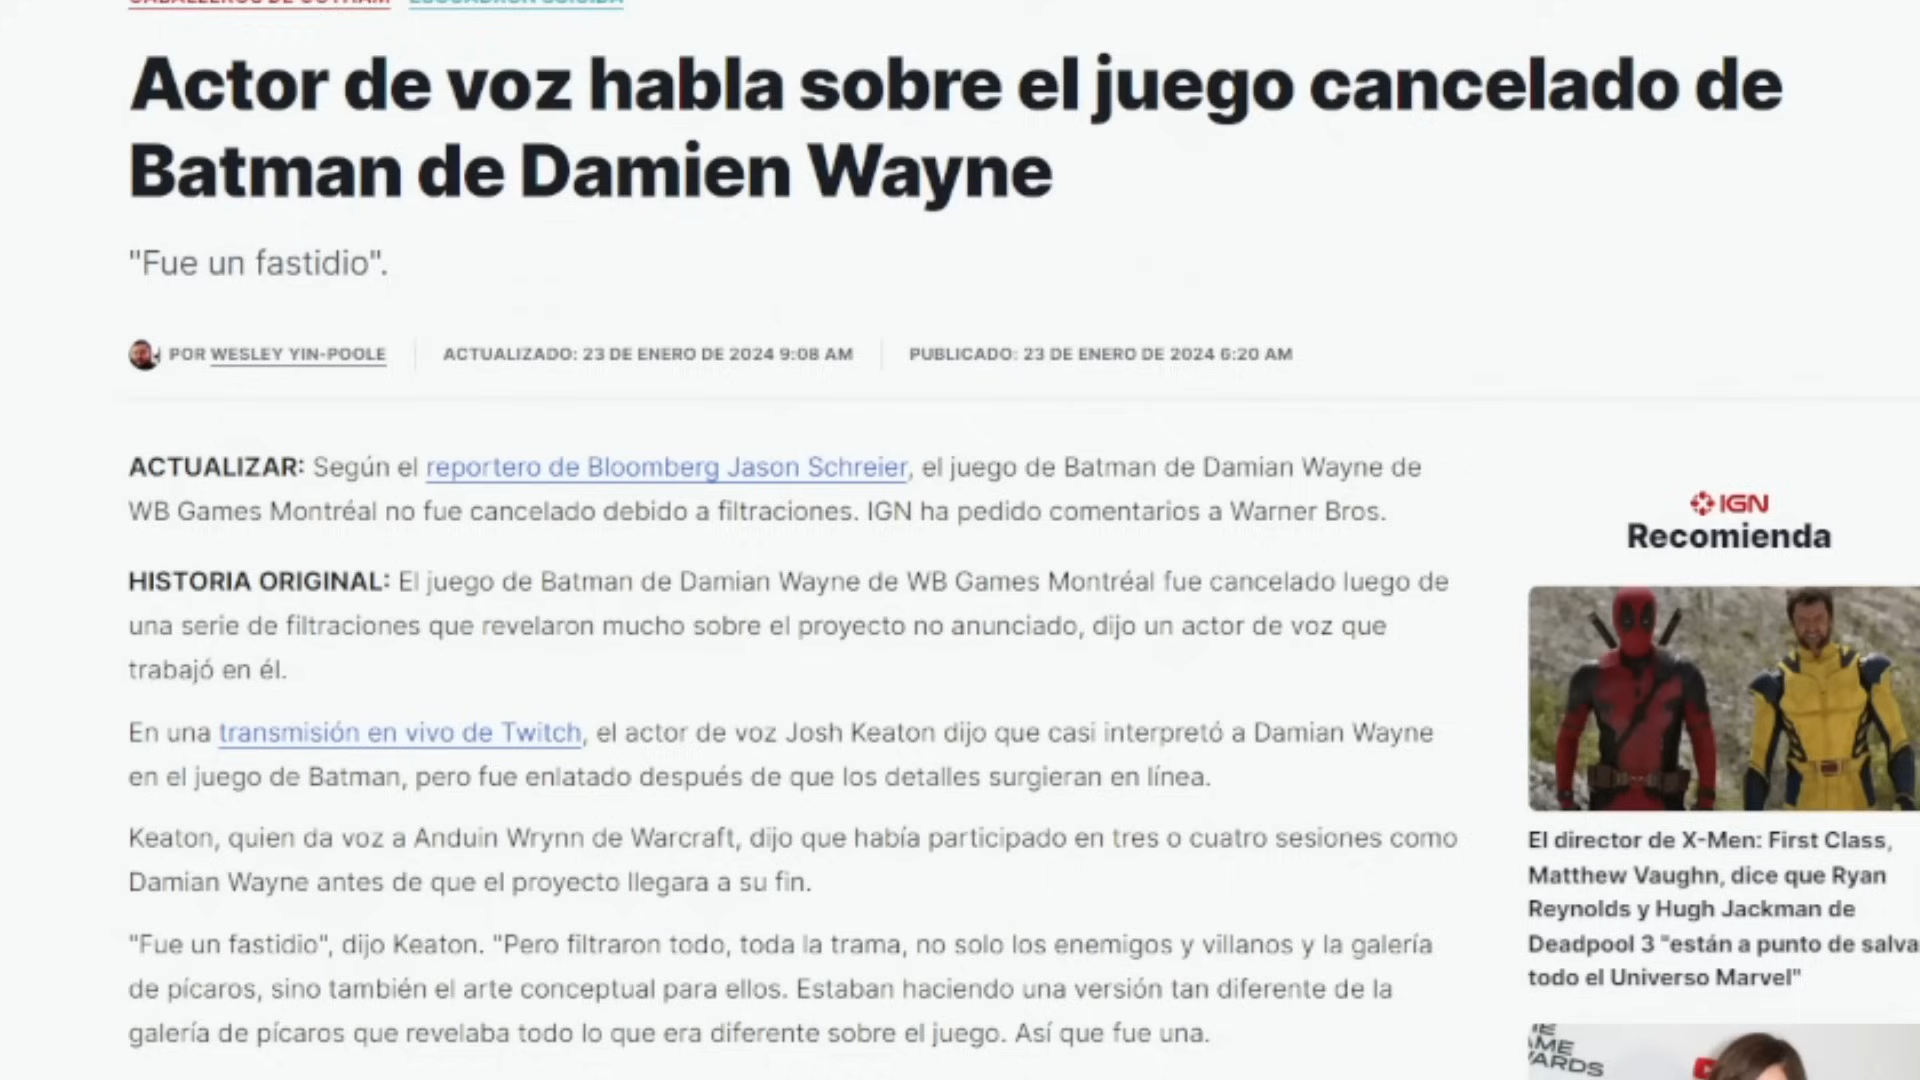 CABALLEROS DE GOTHAM ESCUADRÓN SUICIDA
Actor de voz habla sobre el juego cancelado de
Batman de Damien Wayne
"Fue un fastidio".
POR WESLEY YIN-POOLE ACTUALIZADO: 23 DE ENERO DE 2024 9:08 AM PUBLICADO: 23 DE ENERO DE 2024 6:20 AM
ACTUALIZAR: Según el reportero de Bloomberg Jason Schreier, el juego de Batman de Damian Wayne de
WB Games Montréal no fue cancelado debido a filtraciones. IGN ha pedido comentarios a Warner Bros.
HISTORIA ORIGINAL: El juego de Batman de Damian Wayne de WB Games Montréal fue cancelado luego de
una serie de filtraciones que revelaron mucho sobre el proyecto no anunciado, dijo un actor de voz que
trabajó en él.
En una transmisión en vivo de Twitch, el actor de voz Josh Keaton dijo que casi interpretó a Damian Wayne
en el juego de Batman, pero fue enlatado después de que los detalles surgieran en línea.
Keaton, quien da voz a Anduin Wrynn de Warcraft, dijo que había participado en tres o cuatro sesiones como
Damian Wayne antes de que el proyecto llegara a su fin.
"Fue un fastidio", dijo Keaton. "Pero filtraron todo, toda la trama, no solo los enemigos y villanos y la galería
de pícaros, sino también el arte conceptual para ellos. Estaban haciendo una versión tan diferente de la
galería de pícaros que revelaba todo lo que era diferente sobre el juego. Así que fue una.
IGN
Recomienda
El director de X-Men: First Class,
Matthew Vaughn, dice que Ryan
Reynolds y Hugh Jackman de
Deadpool 3 "están a punto de salva
todo el Universo Marvel"